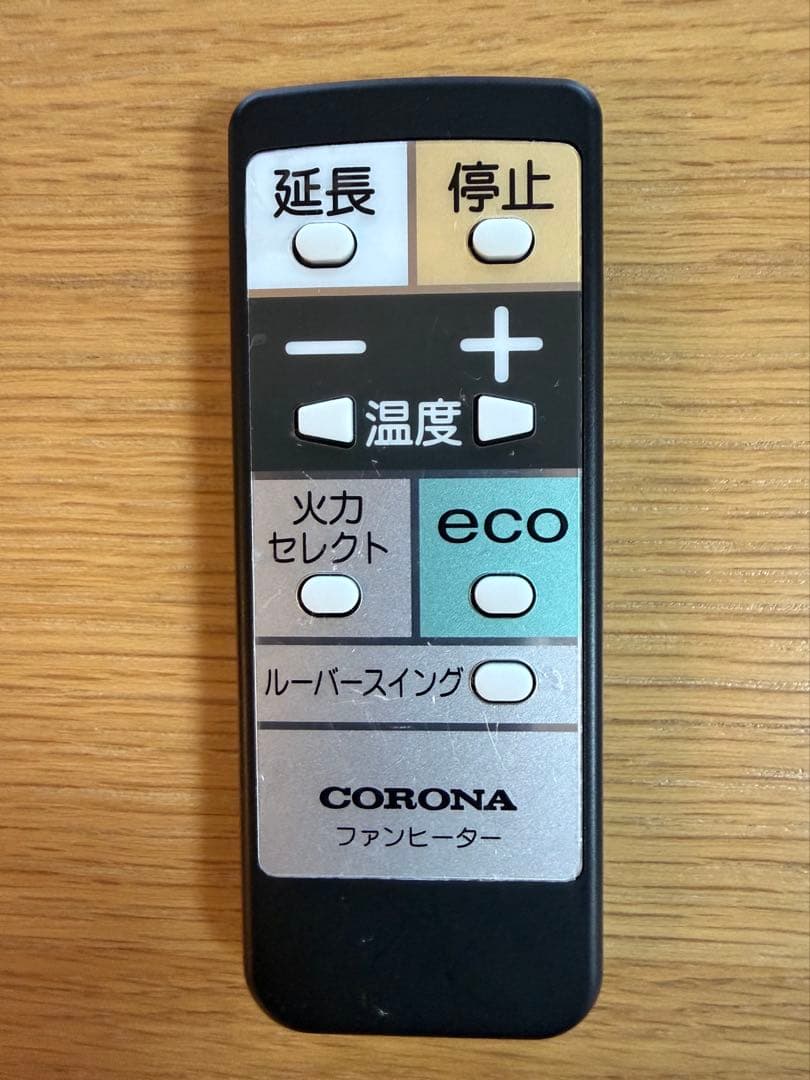 延長
停止
− +
温度
火力
セレクト
eco
ルーバースイング
CORONA
ファンヒーター